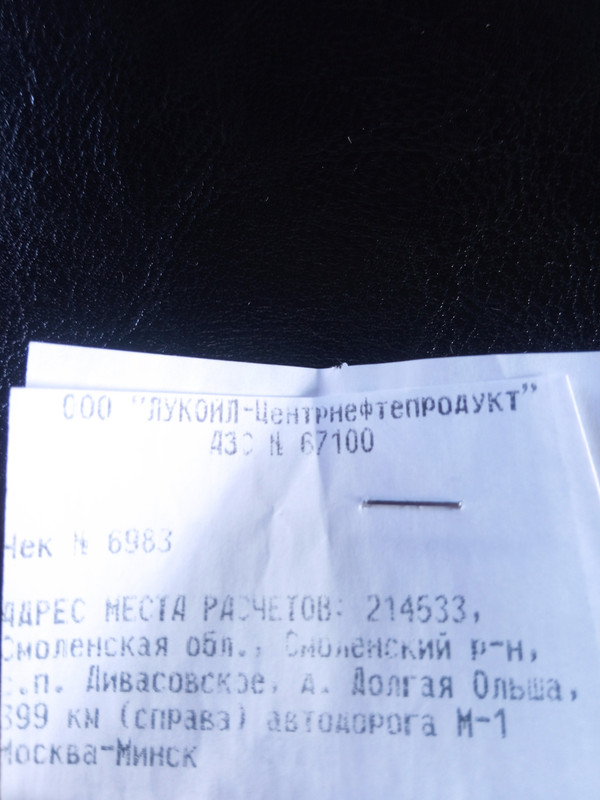 ООО "ЛУКОЙЛ-Центрнефтепродукт"
АЗС № 67100
Чек № 6983
АДРЕС МЕСТА РАСЧЕТОВ: 214533,
Смоленская обл., Смоленский р-н,
с.п. Дивасовское, д. Долгая Ольша,
399 км (справа) автодорога М-1
Москва-Минск